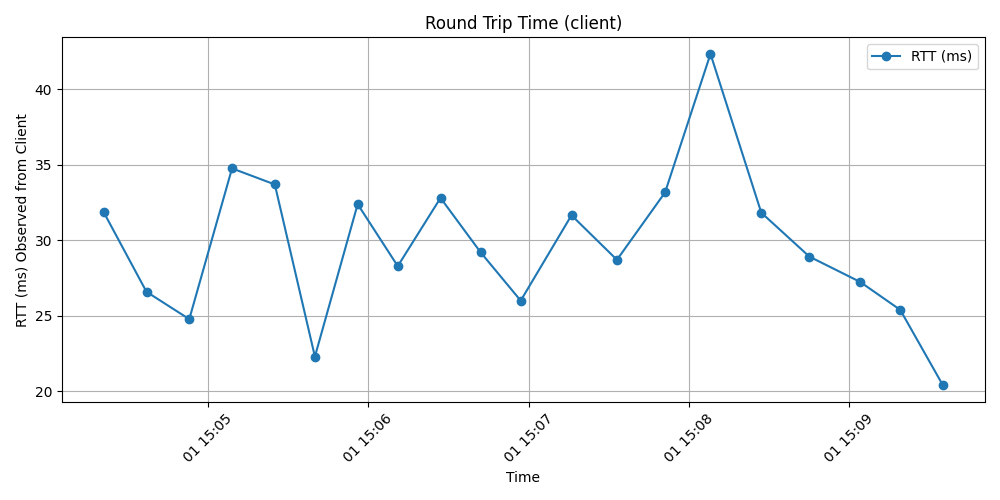 Round Trip Time (client)
RTT (ms)
RTT (ms) Observed from Client
40
35
30
25
20
01 15:05
01 15:06
01 15:07
01 15:08
01 15:09
Time